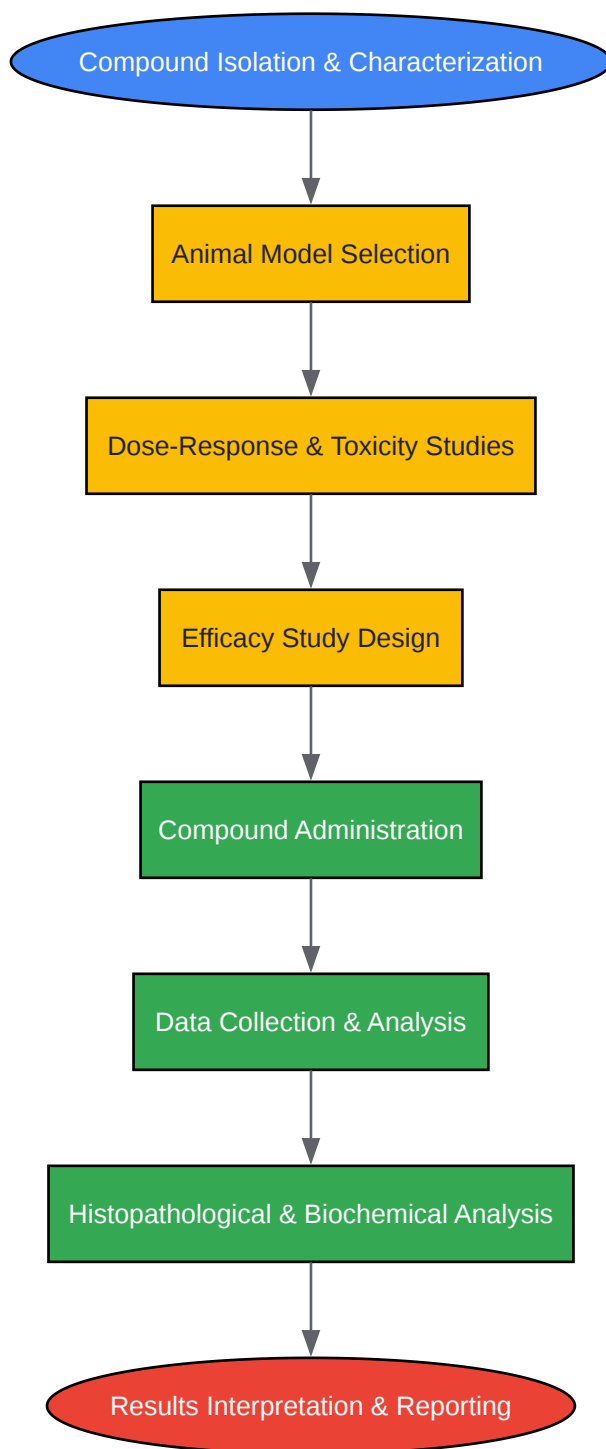 Compound Isolation & Characterization
Animal Model Selection
Dose-Response & Toxicity Studies
Efficacy Study Design
Compound Administration
Data Collection & Analysis
Histopathological & Biochemical Analysis
Results Interpretation & Reporting